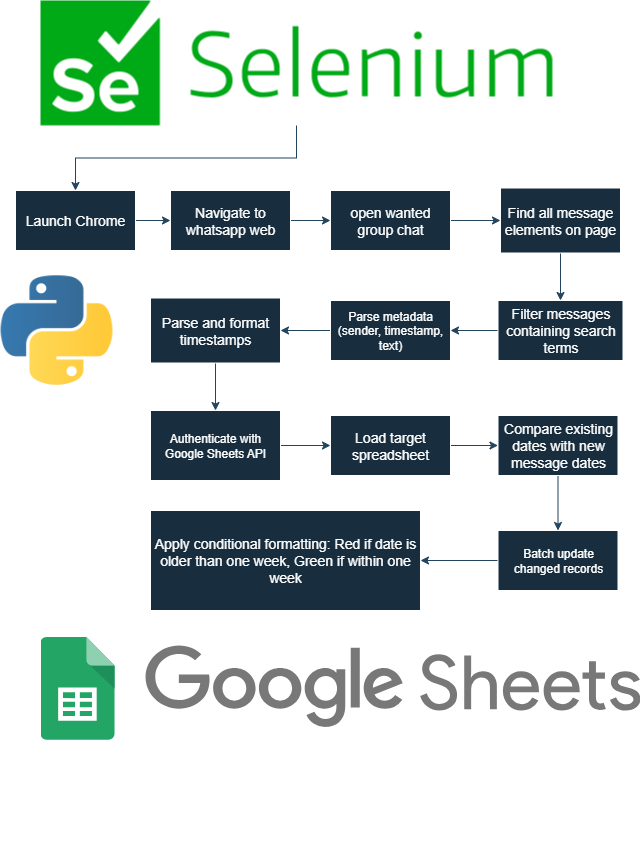 Se Selenium
Launch Chrome
Navigate to
whatsapp web
open wanted
group chat
Find all message
elements on page
Filter messages
containing search
terms
Parse metadata
(sender, timestamp,
text)
Parse and format
timestamps
Authenticate with
Google Sheets API
Load target
spreadsheet
Compare existing
dates with new
message dates
Batch update
changed records
Apply conditional formatting: Red if date is
older than one week, Green if within one
week
Google Sheets